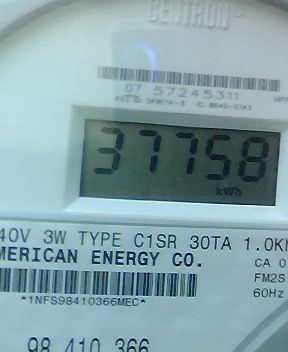 CENTRON®
07 57245311
37758
kWh
40V 3W TYPE C1SR 30TA 1.0K
MERICAN ENERGY CO.
CA 0
FM2S
60Hz
*1NFS98410366MEC*
98 410 366